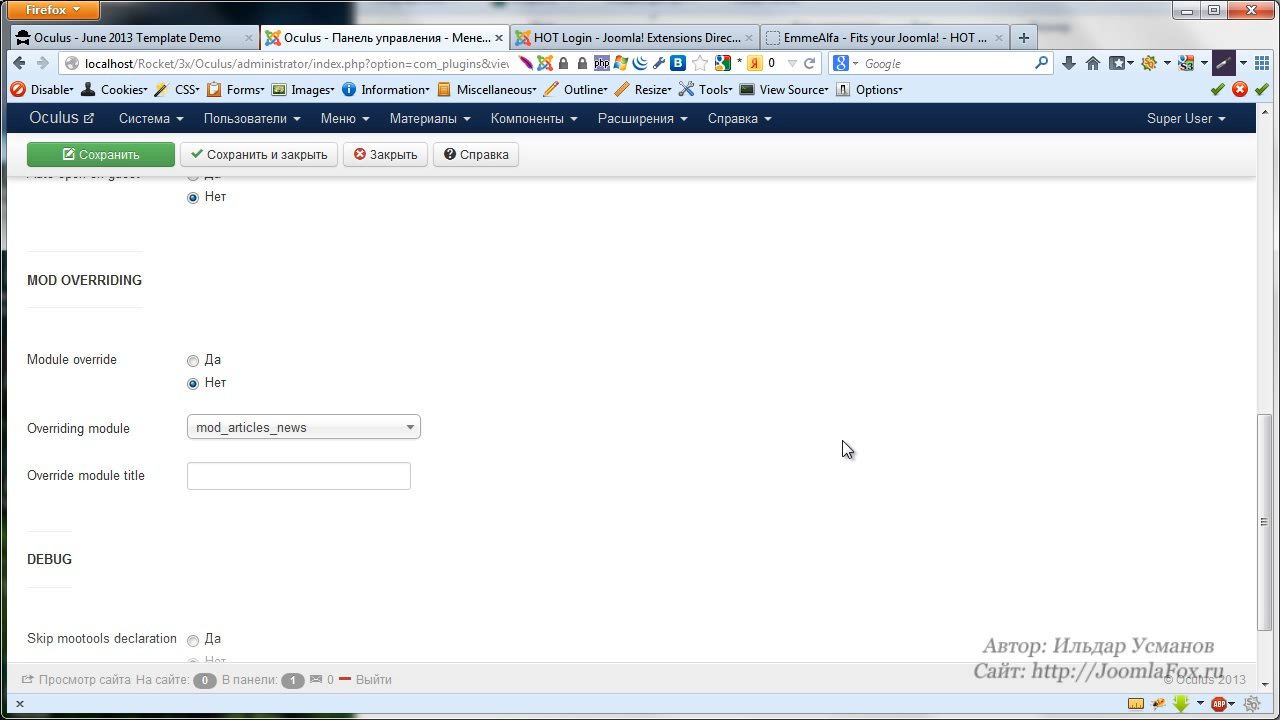 Firefox
Oculus - June 2013 Template Demo
Oculus - Панель управления - Мене...
HOT Login - Joomla! Extensions Direc...
EmmeAlfa - Fits your Joomla! - HOT ...
localhost/Rocket/3x/Oculus/administrator/index.php?option=com_plugins&vie
0
Google
Disable
Cookies
CSS
Forms
Images
Information
Miscellaneous
Outline
Resize
Tools
View Source
Options
Oculus
Система
Пользователи
Меню
Материалы
Компоненты
Расширения
Справка
Super User
Сохранить
Сохранить и закрыть
Закрыть
Справка
Нет
MOD OVERRIDING
Module override
Да
Нет
Overriding module
mod_articles_news
Override module title
DEBUG
Skip mootools declaration
Да
Нет
Автор: Ильдар Усманов
Сайт: http://JoomlaFox.ru
Просмотр сайта
На сайте: 0
В панели: 1
0
Выйти
© Oculus 2013
ABP